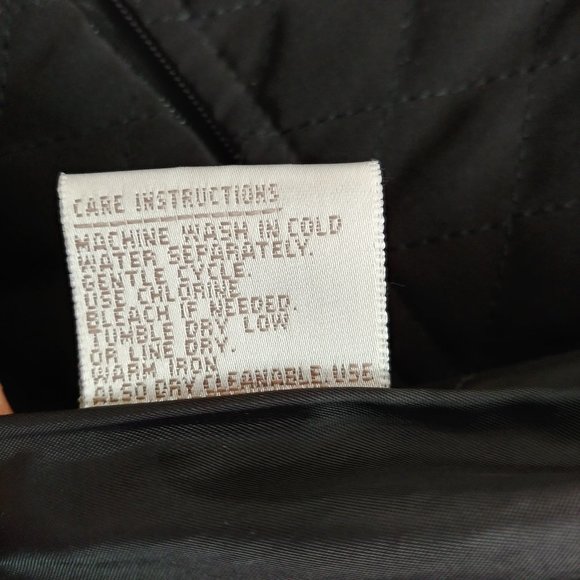 CARE INSTRUCTIONS
MACHINE WASH IN COLD
WATER SEPARATELY.
GENTLE CYCLE.
USE CHLORINE
BLEACH IF NEEDED.
TUMBLE DRY LOW
OR LINE DRY.
WARM IRON
ALSO DRY CLEANABLE USE